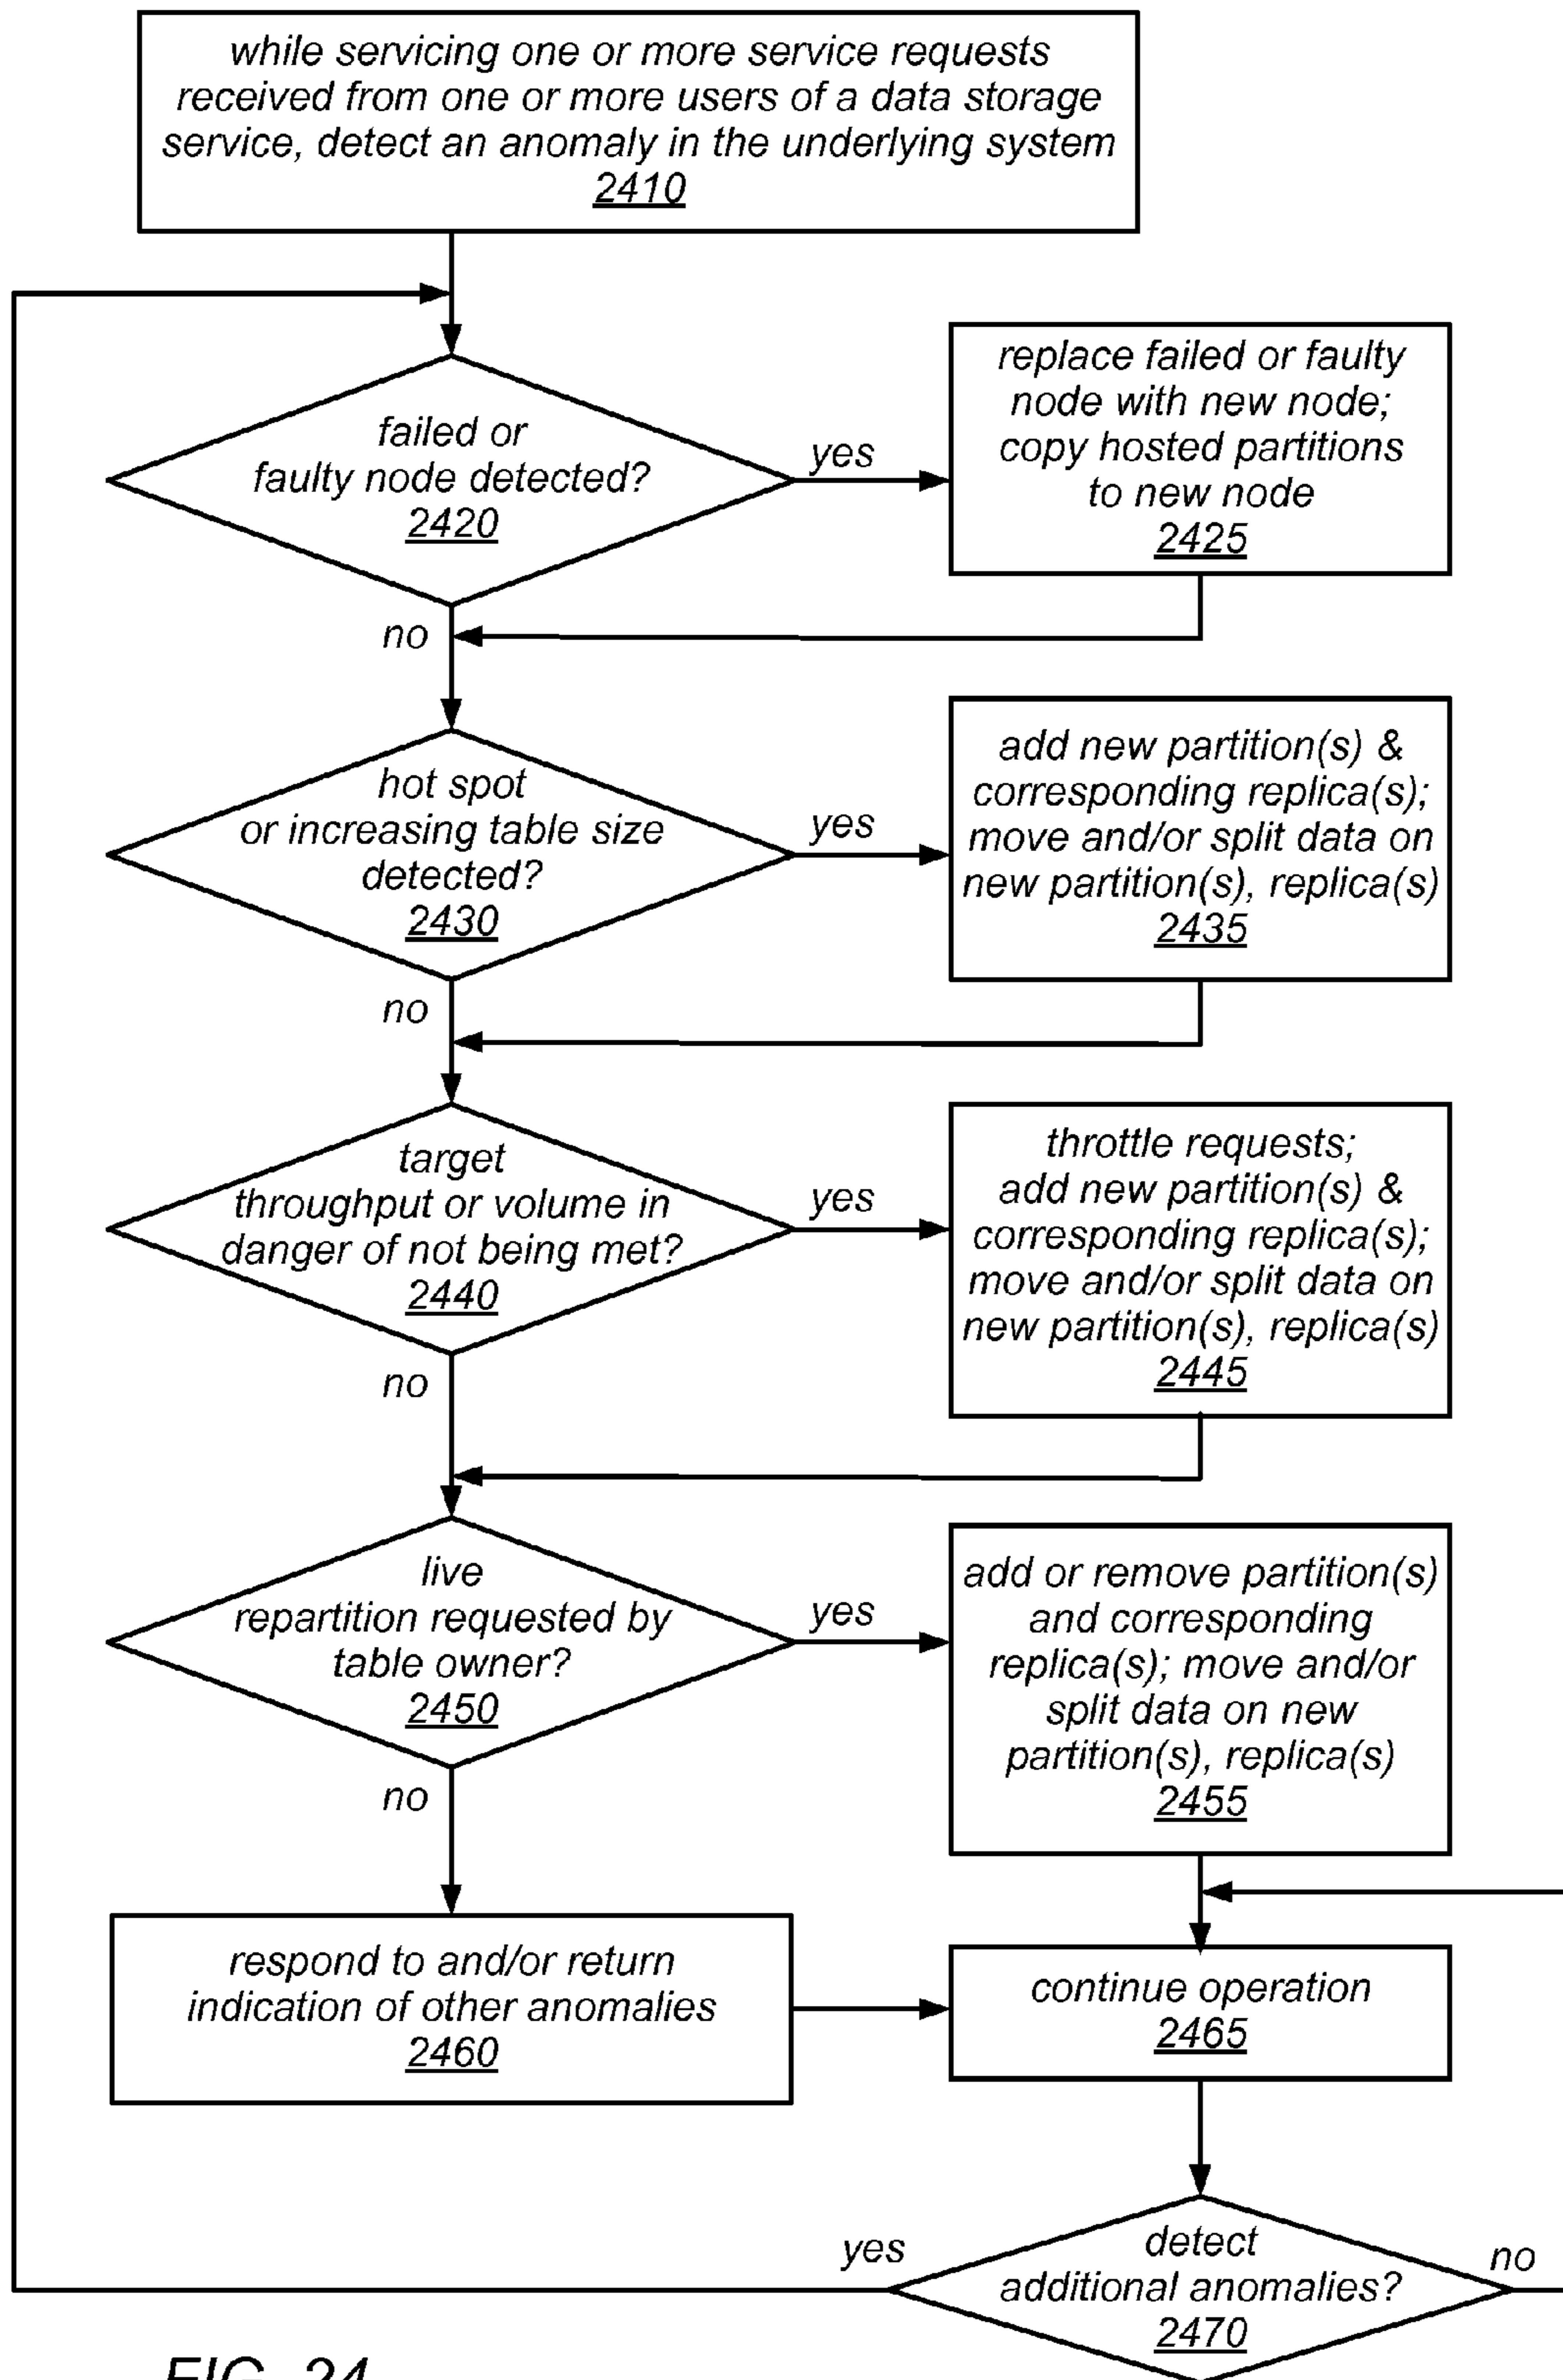 while servicing one or more service requests
received from one or more users of a data storage
service, detect an anomaly in the underlying system
2410
failed or
faulty node detected?
2420
yes
replace failed or faulty
node with new node;
copy hosted partitions
to new node
2425
no
hot spot
or increasing table size
detected?
2430
yes
add new partition(s) &
corresponding replica(s);
move and/or split data on
new partition(s), replica(s)
2435
no
target
throughput or volume in
danger of not being met?
2440
yes
throttle requests;
add new partition(s) &
corresponding replica(s);
move and/or split data on
new partition(s), replica(s)
2445
no
live
repartition requested by
table owner?
2450
yes
add or remove partition(s)
and corresponding
replica(s); move and/or
split data on new
partition(s), replica(s)
2455
no
respond to and/or return
indication of other anomalies
2460
continue operation
2465
yes
detect
additional anomalies?
2470
no
FIG. 24